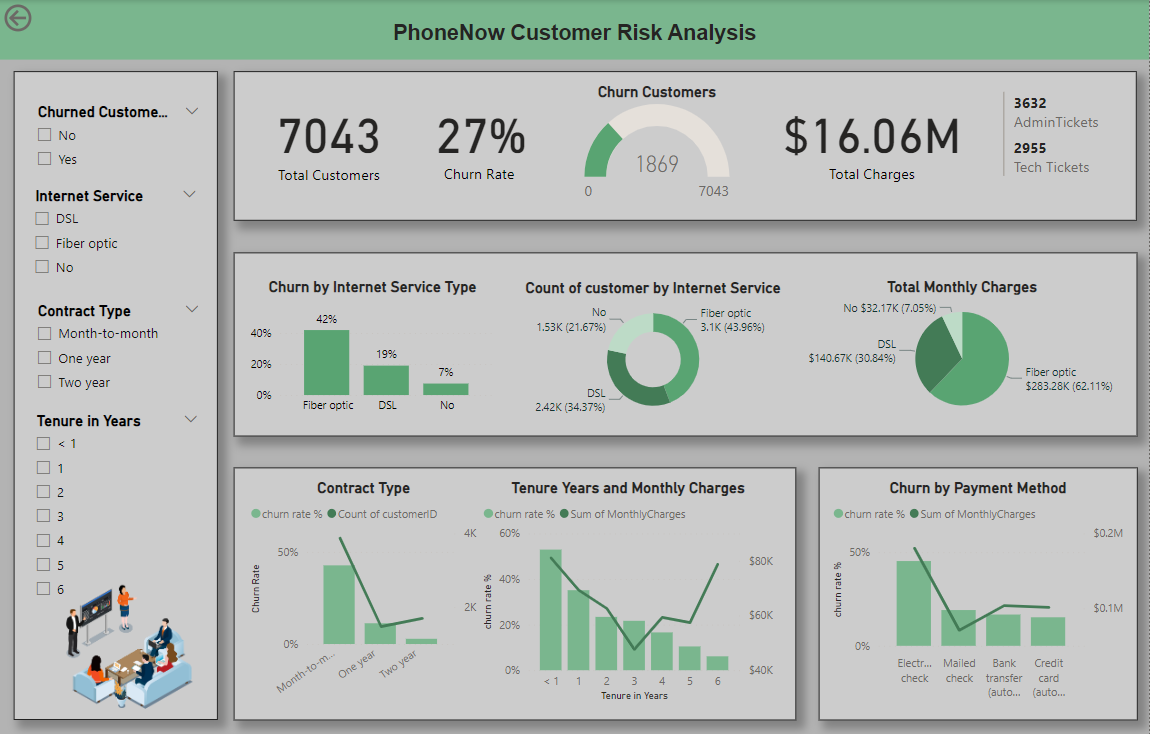 PhoneNow Customer Risk Analysis
Churned Custome...
No
Yes
Internet Service
DSL
Fiber optic
No
Contract Type
Month-to-month
One year
Two year
Tenure in Years
< 1
1
2
3
4
5
6
7043
Total Customers
27%
Churn Rate
Churn Customers
1869
0
7043
$16.06M
Total Charges
3632
AdminTickets
2955
Tech Tickets
Churn by Internet Service Type
40%
20%
0%
42%
19%
7%
Fiber optic
DSL
No
Count of customer by Internet Service
No
1.53K (21.67%)
Fiber optic
3.1K (43.96%)
DSL
2.42K (34.37%)
Total Monthly Charges
No $32.17K (7.05%)
DSL
$140.67K (30.84%)
Fiber optic
$283.28K (62.11%)
Contract Type
churn rate %
Count of customerID
Churn Rate
50%
0%
4K
2K
Month-to-m...
One year
Two year
Tenure Years and Monthly Charges
churn rate %
Sum of MonthlyCharges
churn rate %
60%
40%
20%
0%
$80K
$60K
$40K
< 1
1
2
3
4
5
6
Tenure in Years
Churn by Payment Method
churn rate %
Sum of MonthlyCharges
churn rate %
50%
0%
$0.2M
$0.1M
Electr...
check
Mailed
check
Bank
transfer
(auto...
Credit
card
(auto...